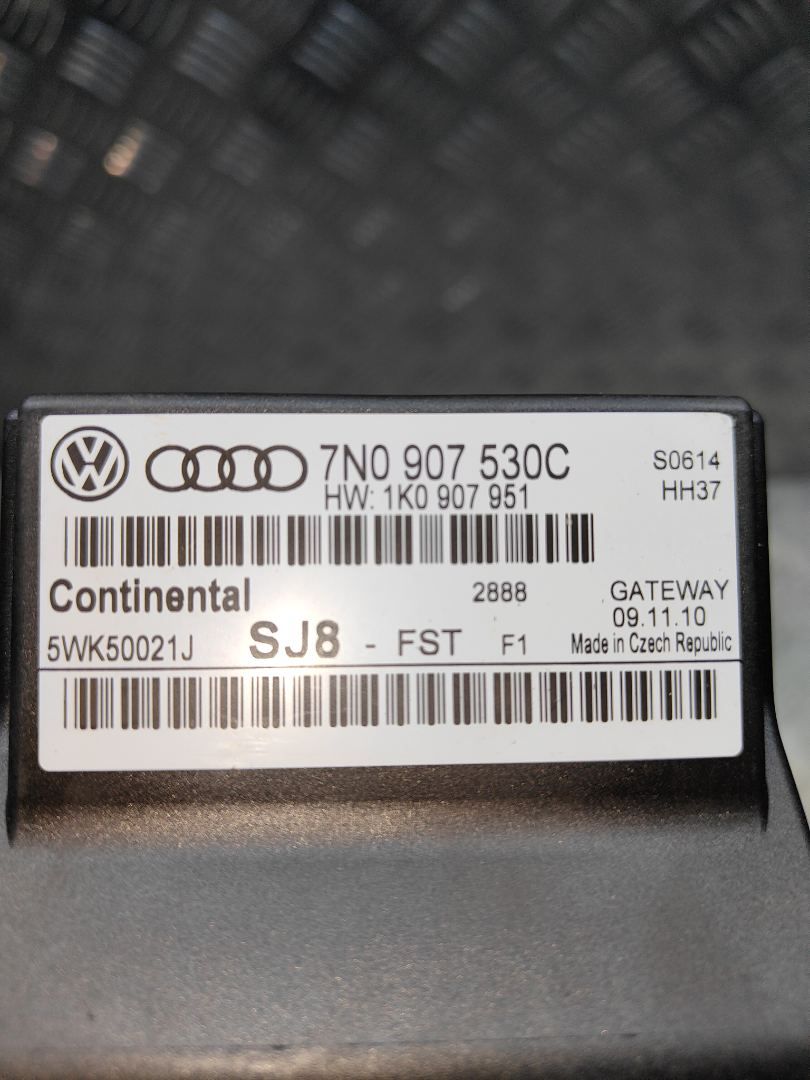 7N0 907 530C S0614
HW: 1K0 907 951 HH37
Continental 2888 GATEWAY
09.11.10
5WK50021J SJ8 - FST F1 Made in Czech Republic